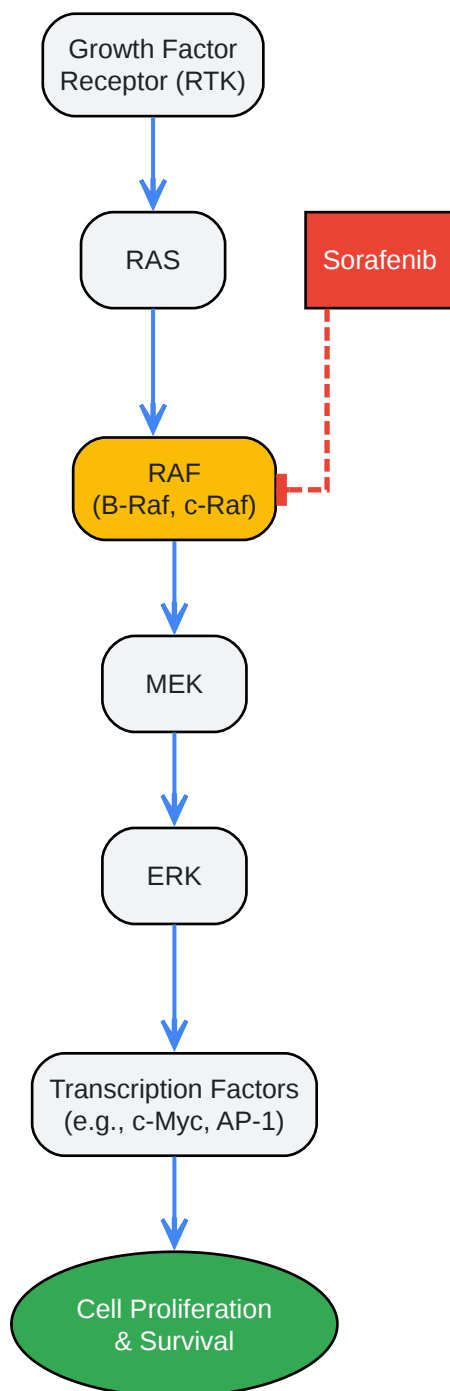 Growth Factor
Receptor (RTK)
RAS
Sorafenib
RAF
(B-Raf, c-Raf)
MEK
ERK
Transcription Factors
(e.g., c-Myc, AP-1)
Cell Proliferation
& Survival